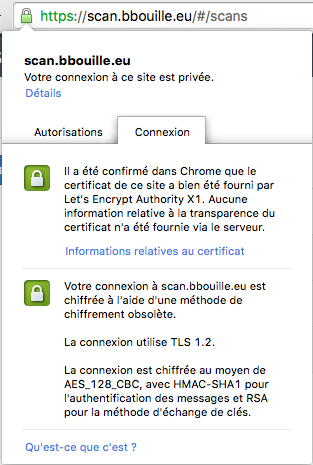 https://scan.bbouille.eu/#/scans
scan.bbouille.eu
Votre connexion à ce site est privée.
Détails
Autorisations
Connexion
Il a été confirmé dans Chrome que le
certificat de ce site a bien été fourni par
Let's Encrypt Authority X1. Aucune
information relative à la transparence du
certificat n'a été fournie via le serveur.
Informations relatives au certificat
Votre connexion à scan.bbouille.eu est
chiffrée à l'aide d'une méthode de
chiffrement obsolète.
La connexion utilise TLS 1.2.
La connexion est chiffrée au moyen de
AES_128_CBC, avec HMAC-SHA1 pour
l'authentification des messages et RSA
pour la méthode d'échange de clés.
Qu'est-ce que c'est ?